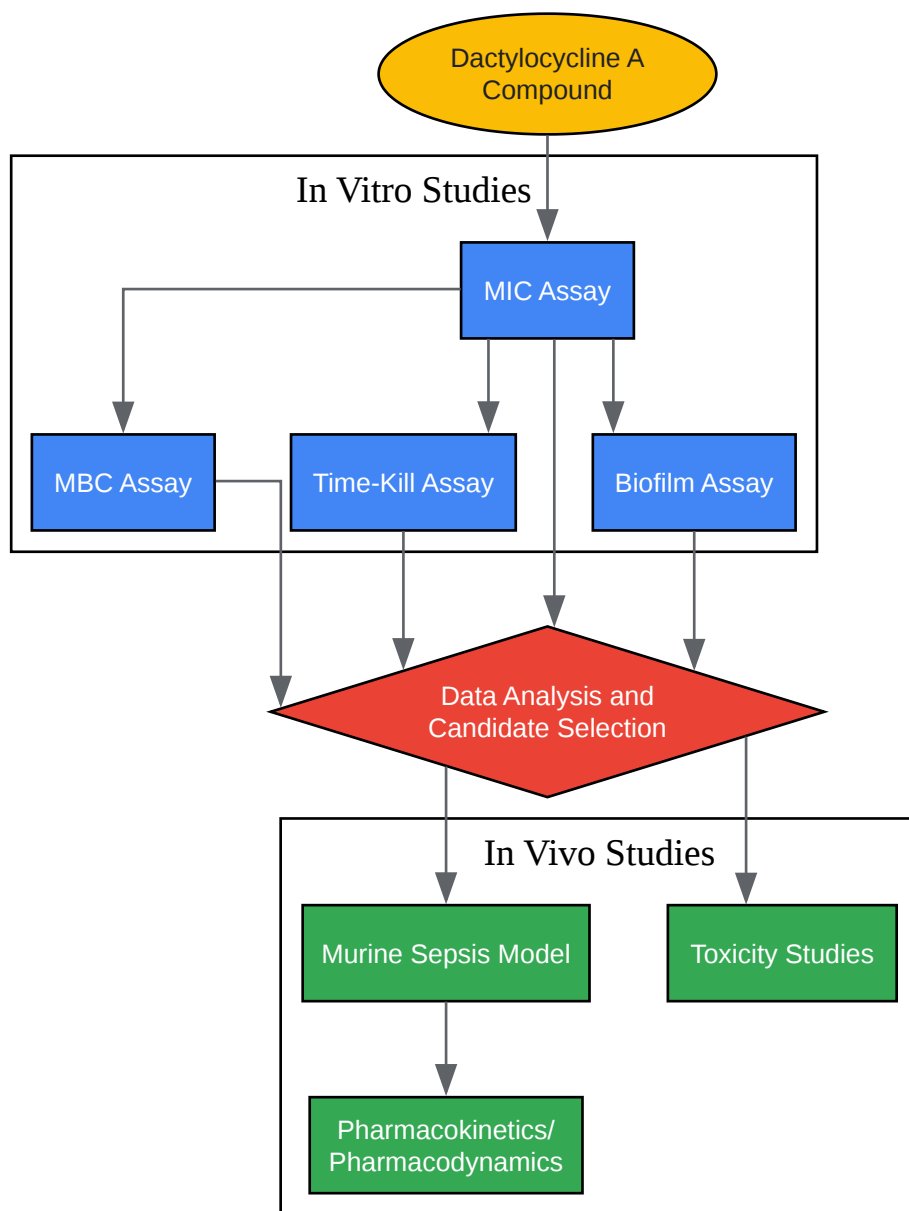 Dactylocycline A
Compound
In Vitro Studies
MIC Assay
MBC Assay
Time-Kill Assay
Biofilm Assay
Data Analysis and
Candidate Selection
In Vivo Studies
Murine Sepsis Model
Toxicity Studies
Pharmacokinetics/
Pharmacodynamics